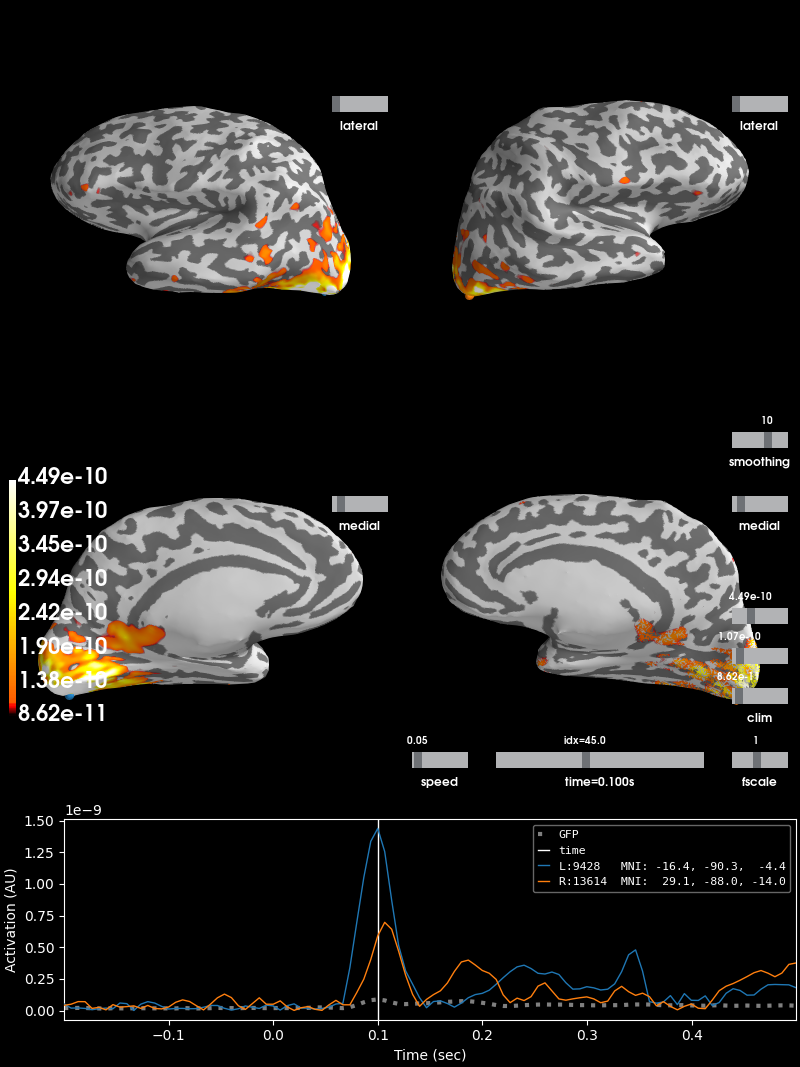 lateral
lateral
10
smoothing
4.49e-10
3.97e-10
3.45e-10
2.94e-10
2.42e-10
1.90e-10
1.38e-10
8.62e-11
medial
medial
4.49e-10
1.07e-10
8.62e-11
clim
0.05
speed
idx=45.0
time=0.100s
1
fscale
1e−9
1.50
1.25
1.00
0.75
0.50
0.25
0.00
Activation (AU)
GFP
time
L:9428 MNI: -16.4, -90.3, -4.4
R:13614 MNI: 29.1, -88.0, -14.0
−0.1 0.0 0.1 0.2 0.3 0.4
Time (sec)